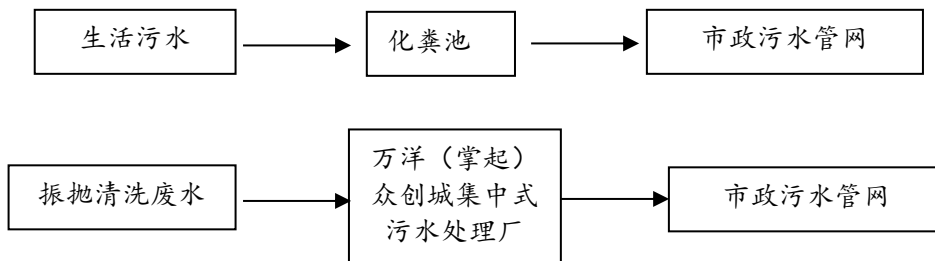 生活污水
化粪池
市政污水管网
振抛清洗废水
万洋（掌起）
众创城集中式
污水处理厂
市政污水管网